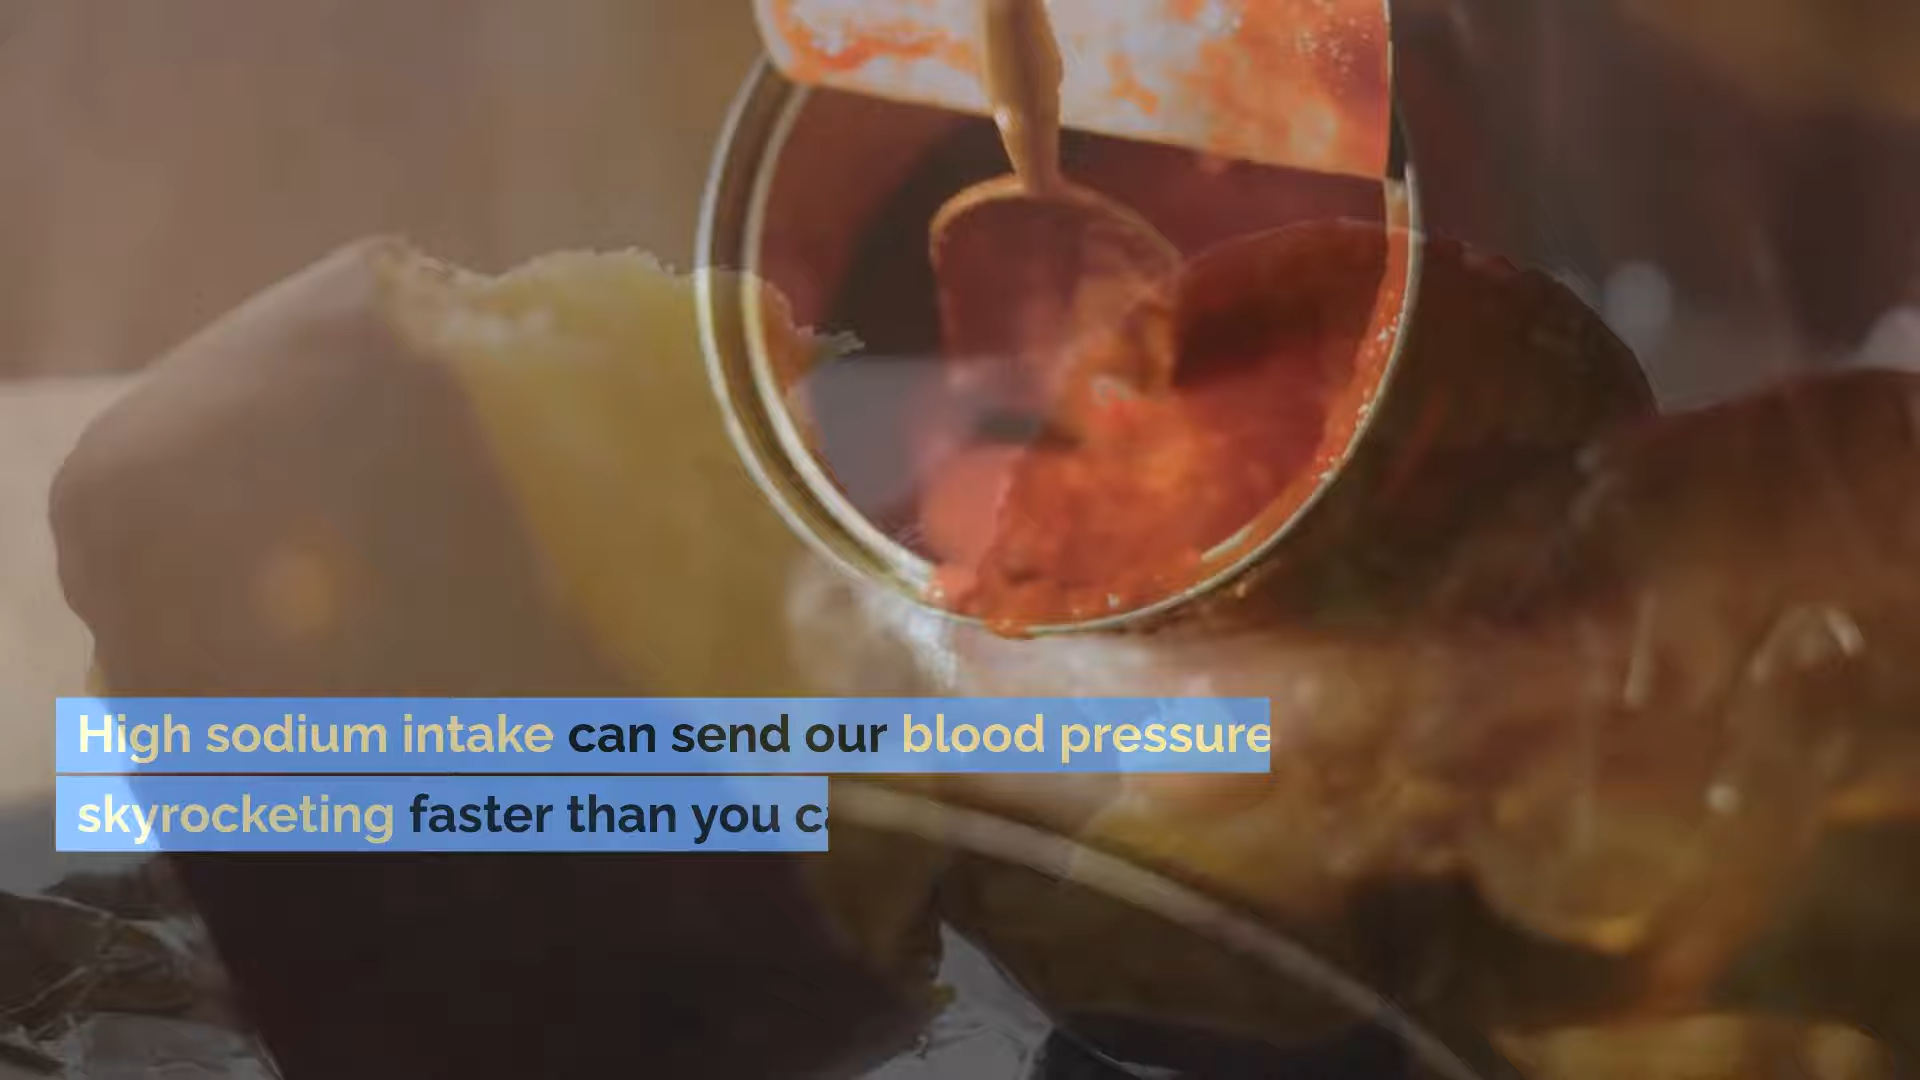 High sodium intake can send our blood pressure
skyrocketing faster than you